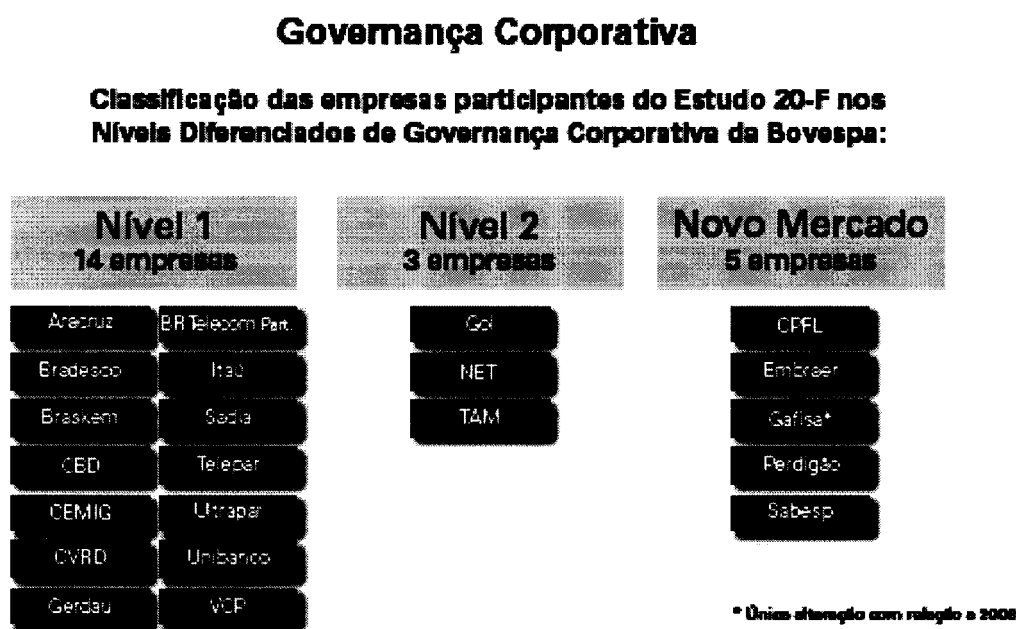 Governança Corporativa
Classificação das empresas participantes do Estudo 20-F nos
Níveis Diferenciados de Governança Corporativa da Bovespa:
Nível 1
14 empresas
Aracruz
Bradesco
Braskem
CBD
CEMIG
CVRD
Gerdau
BR Telecom Part.
Itaú
Sadia
Telepar
Ultrapar
Unibanco
VCP
Nível 2
3 empresas
Gol
NET
TAM
Novo Mercado
5 empresas
CPFL
Embraer
Gafisa*
Perdigão
Sabesp
* Única alteração com relação a 2006